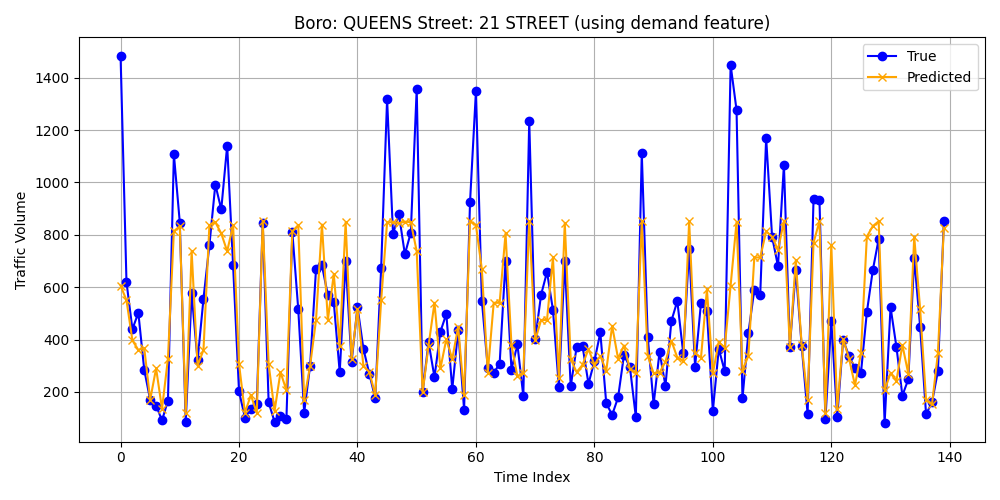 Boro: QUEENS Street: 21 STREET (using demand feature)
True
Predicted
Traffic Volume
1400
1200
1000
800
600
400
200
0 20 40 60 80 100 120 140
Time Index